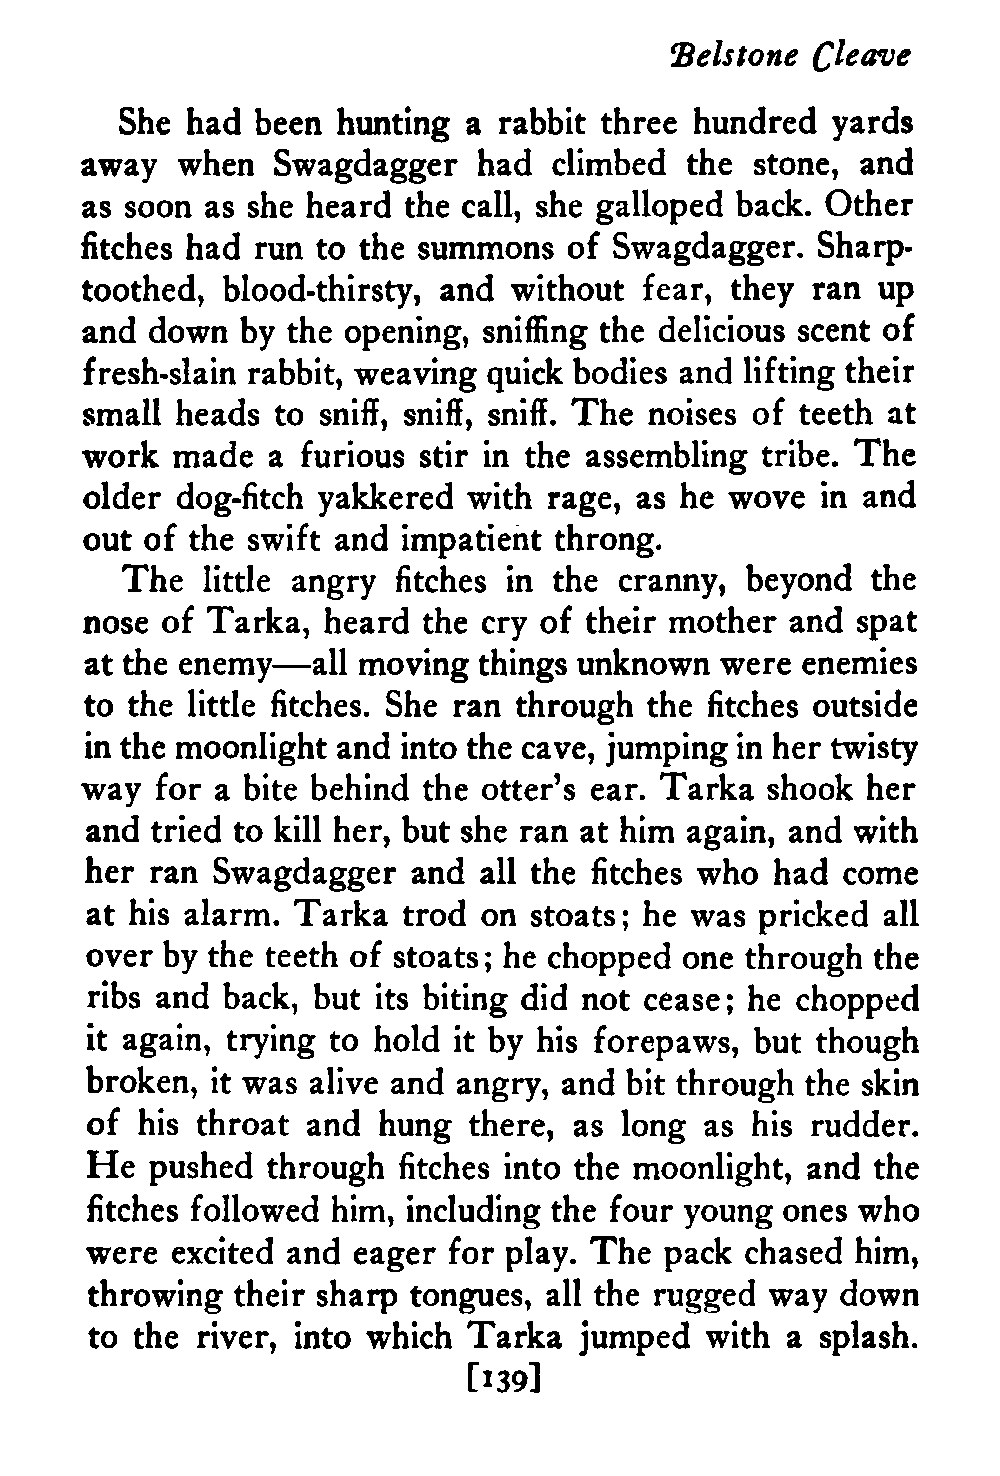 Belstone Cleave
She had been hunting a rabbit three hundred yards
away when Swagdagger had climbed the stone, and
as soon as she heard the call, she galloped back. Other
fitches had run to the summons of Swagdagger. Sharp-
toothed, blood-thirsty, and without fear, they ran up
and down by the opening, sniffing the delicious scent of
fresh-slain rabbit, weaving quick bodies and lifting their
small heads to sniff, sniff, sniff. The noises of teeth at
work made a furious stir in the assembling tribe. The
older dog-fitch yakkered with rage, as he wove in and
out of the swift and impatient throng.
The little angry fitches in the cranny, beyond the
nose of Tarka, heard the cry of their mother and spat
at the enemy—all moving things unknown were enemies
to the little fitches. She ran through the fitches outside
in the moonlight and into the cave, jumping in her twisty
way for a bite behind the otter's ear. Tarka shook her
and tried to kill her, but she ran at him again, and with
her ran Swagdagger and all the fitches who had come
at his alarm. Tarka trod on stoats; he was pricked all
over by the teeth of stoats; he chopped one through the
ribs and back, but its biting did not cease; he chopped
it again, trying to hold it by his forepaws, but though
broken, it was alive and angry, and bit through the skin
of his throat and hung there, as long as his rudder.
He pushed through fitches into the moonlight, and the
fitches followed him, including the four young ones who
were excited and eager for play. The pack chased him,
throwing their sharp tongues, all the rugged way down
to the river, into which Tarka jumped with a splash.
[139]